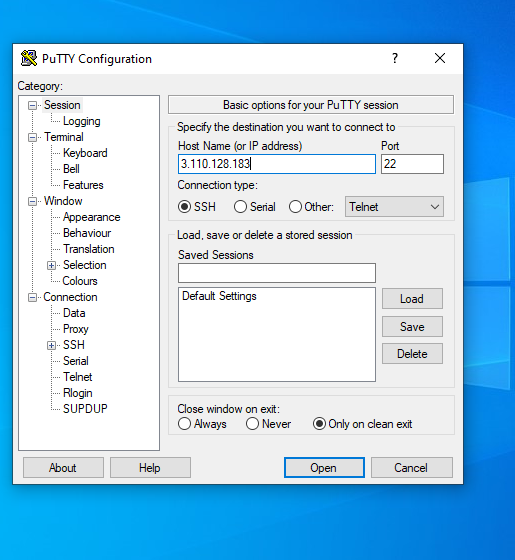 PuTTY Configuration
?
Category:
Session
Logging
Terminal
Keyboard
Bell
Features
Window
Appearance
Behaviour
Translation
Selection
Colours
Connection
Data
Proxy
SSH
Serial
Telnet
Rlogin
SUPDUP
Basic options for your PuTTY session
Specify the destination you want to connect to
Host Name (or IP address) Port
3.110.128.183 22
Connection type:
SSH Serial Other: Telnet
Load, save or delete a stored session
Saved Sessions
Default Settings
Load
Save
Delete
Close window on exit:
Always Never Only on clean exit
About Help Open Cancel